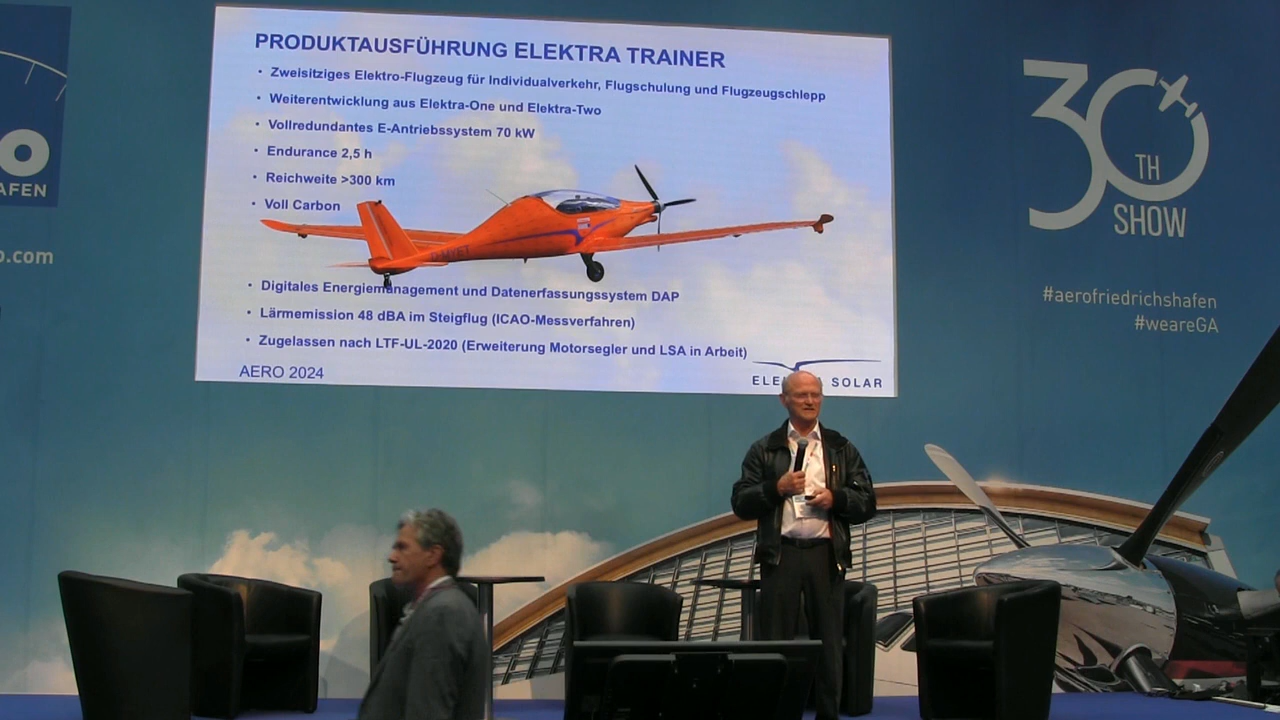 PRODUKTAUSFÜHRUNG ELEKTRA TRAINER
• Zweisitziges Elektro-Flugzeug für Individualverkehr, Flugschulung und Flugzeugschlepp
• Weiterentwicklung aus Elektra-One und Elektra-Two
• Vollredundantes E-Antriebssystem 70 kW
• Endurance 2,5 h
• Reichweite >300 km
• Voll Carbon
• Digitales Energiemanagement und Datenerfassungssystem DAP
• Lärmemission 48 dBA im Steigflug (ICAO-Messverfahren)
• Zugelassen nach LTF-UL-2020 (Erweiterung Motorsegler und LSA in Arbeit)
AERO 2024
SOLAR
30
TH
SHOW
#aerofriedrichshafen
#weareGA